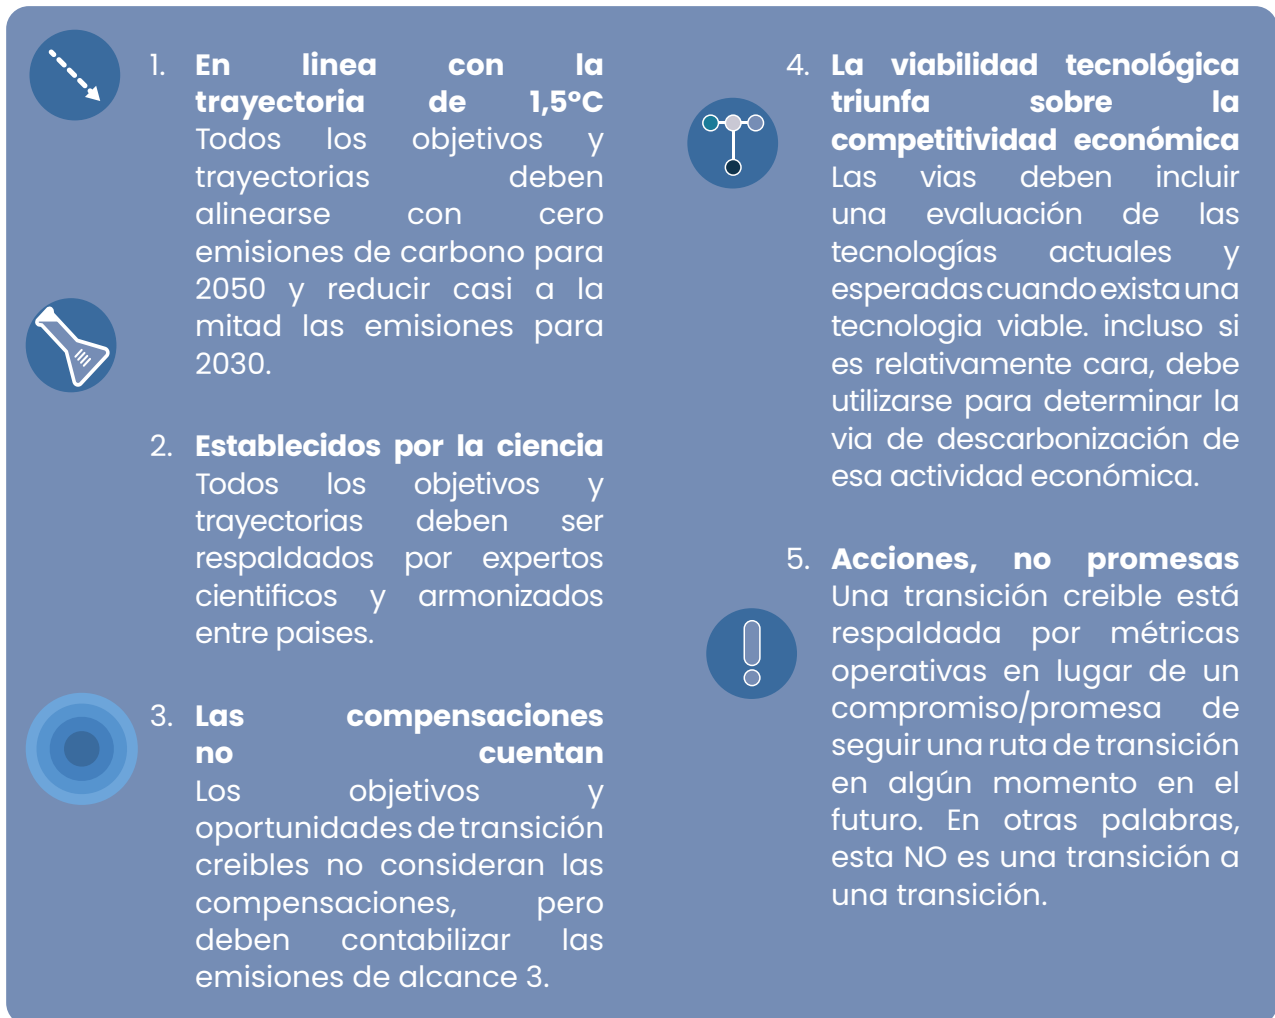 1. En linea con la
trayectoria de 1,5°C
Todos los objetivos y
trayectorias deben
alinearse con cero
emisiones de carbono para
2050 y reducir casi a la
mitad las emisiones para
2030.
2. Establecidos por la ciencia
Todos los objetivos y
trayectorias deben ser
respaldados por expertos
cientificos y armonizados
entre paises.
3. Las compensaciones
no cuentan
Los objetivos y
oportunidades de transición
creibles no consideran las
compensaciones, pero
deben contabilizar las
emisiones de alcance 3.
4. La viabilidad tecnológica
triunfa sobre la
competitividad económica
Las vias deben incluir
una evaluación de las
tecnologías actuales y
esperadas cuando exista una
tecnologia viable. incluso si
es relativamente cara, debe
utilizarse para determinar la
via de descarbonización de
esa actividad económica.
5. Acciones, no promesas
Una transición creible está
respaldada por métricas
operativas en lugar de un
compromiso/promesa de
seguir una ruta de transición
en algún momento en el
futuro. En otras palabras,
esta NO es una transición a
una transición.